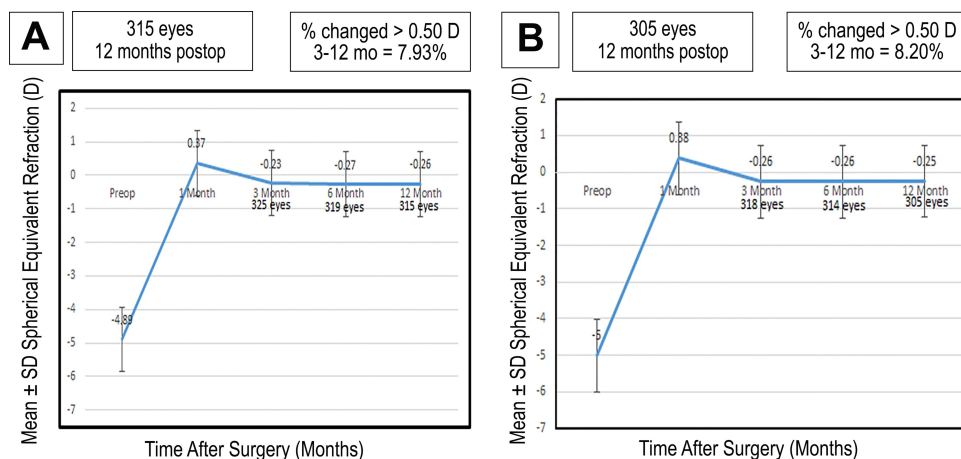 A
315 eyes
12 months postop
% changed > 0.50 D
3-12 mo = 7.93%
Mean ± SD Spherical Equivalent Refraction (D)
2
1
0
-1
-2
-3
-4
-5
-6
-7
0.37
-0.23
-0.27
-0.26
Preop
1 Month
3 Month
6 Month
12 Month
325 eyes
319 eyes
315 eyes
-4.89
Time After Surgery (Months)
B
305 eyes
12 months postop
% changed > 0.50 D
3-12 mo = 8.20%
Mean ± SD Spherical Equivalent Refraction (D)
2
1
0
-1
-2
-3
-4
-5
-6
-7
0.38
-0.26
-0.26
-0.25
Preop
1 Month
3 Month
6 Month
12 Month
318 eyes
314 eyes
305 eyes
-5
Time After Surgery (Months)